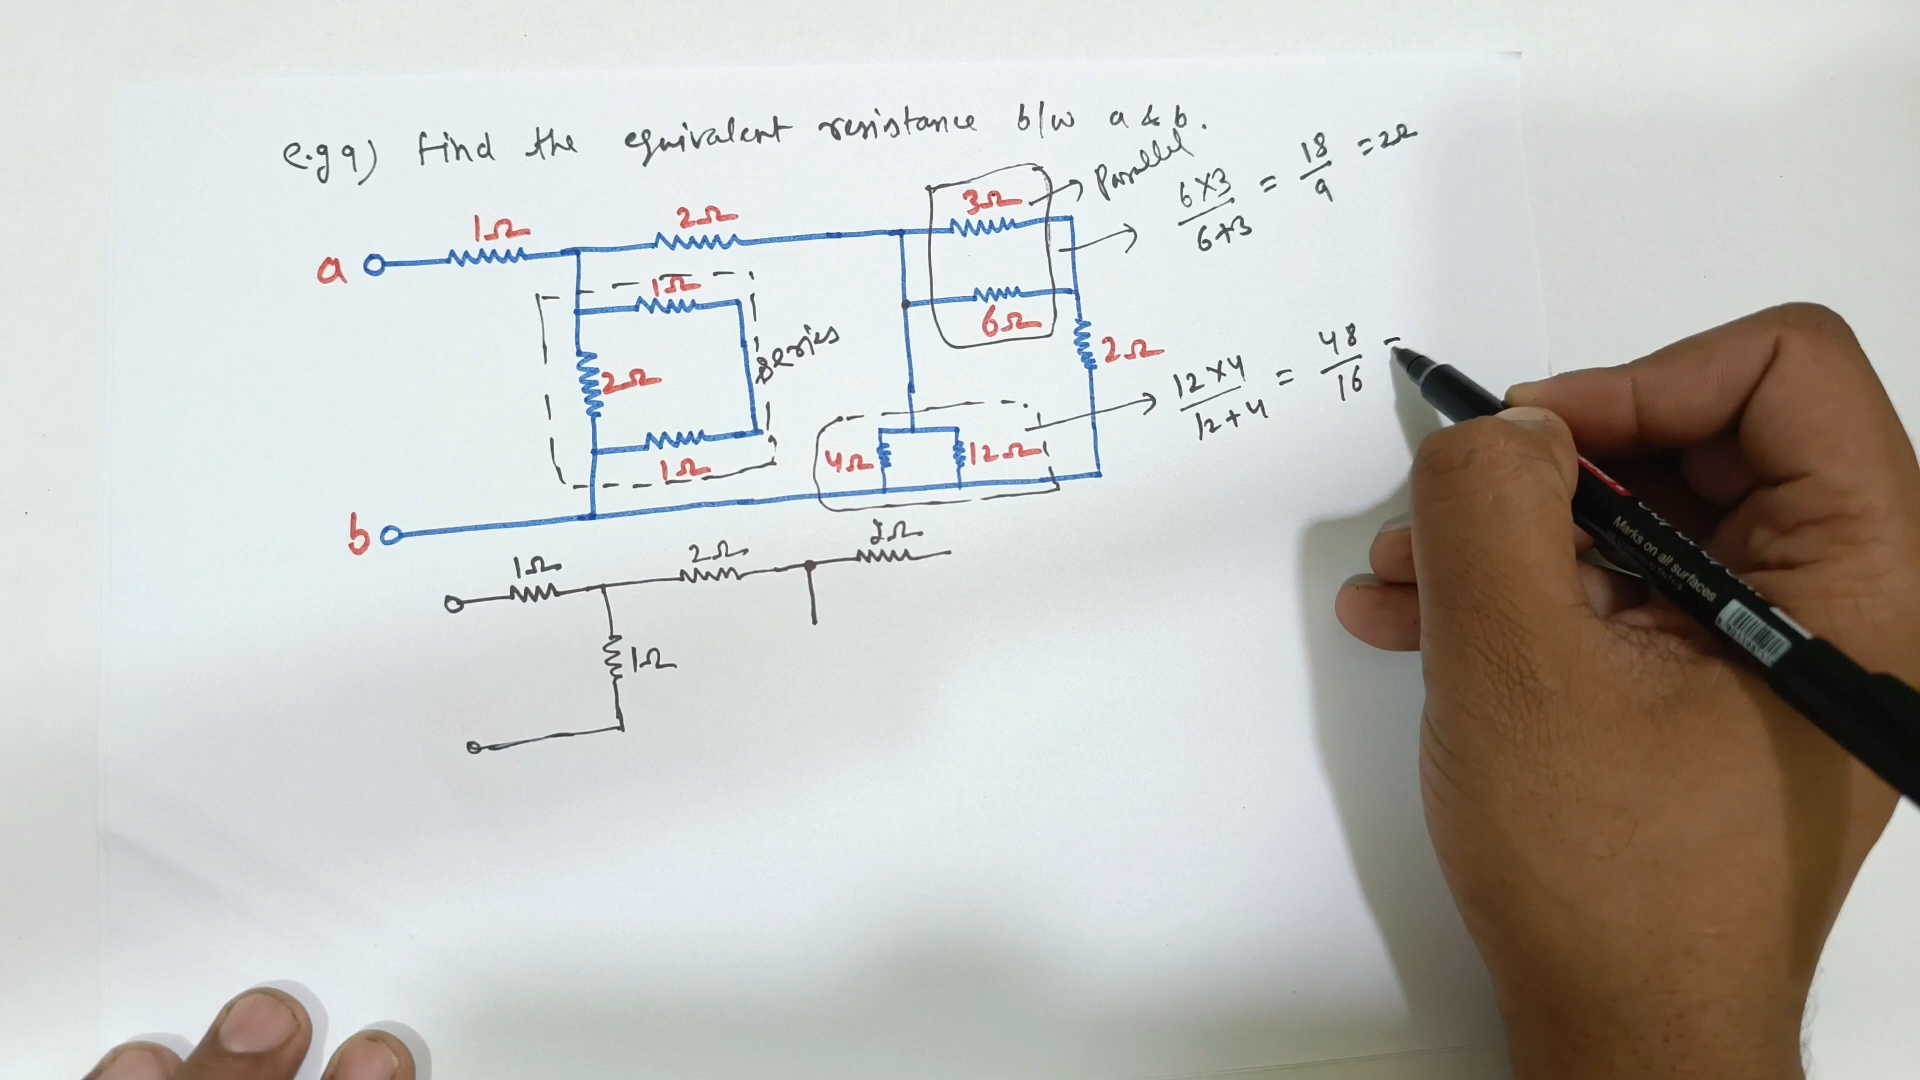 e.g 9) find the equivalent resistance b/w a & b.
Parallel
6×3 / 6+3 = 18 / 9 = 2Ω
1Ω
2Ω
3Ω
a
1Ω
6Ω
series
2Ω
2Ω
12×4 / 12+4 = 48 / 16 =
4Ω
12Ω
1Ω
b
1Ω
2Ω
2Ω
1Ω
Marks on all surfaces